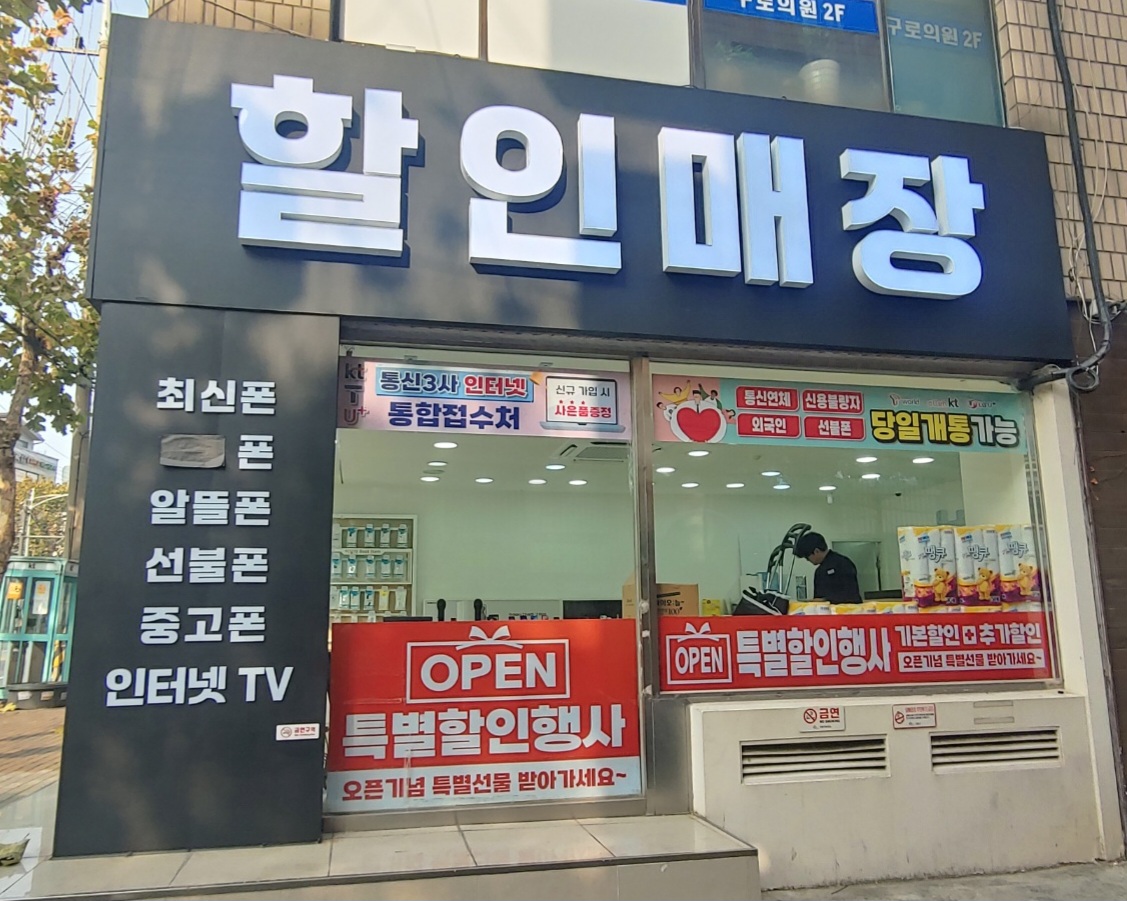 구로의원 2F
구로의원 2F
할인매장
최신폰
폰
알뜰폰
선불폰
중고폰
인터넷 TV
금연구역
kt
T
U+
통신3사 인터넷
통합접수처
신규 가입 시
사은품증정
통신연체 신용불량자
외국인 선불폰
당일개통가능
kt
OPEN
특별할인행사
오픈기념 특별선물 받아가세요~
OPEN
특별할인행사
기본할인 + 추가할인
오픈기념 특별선물 받아가세요~
금연